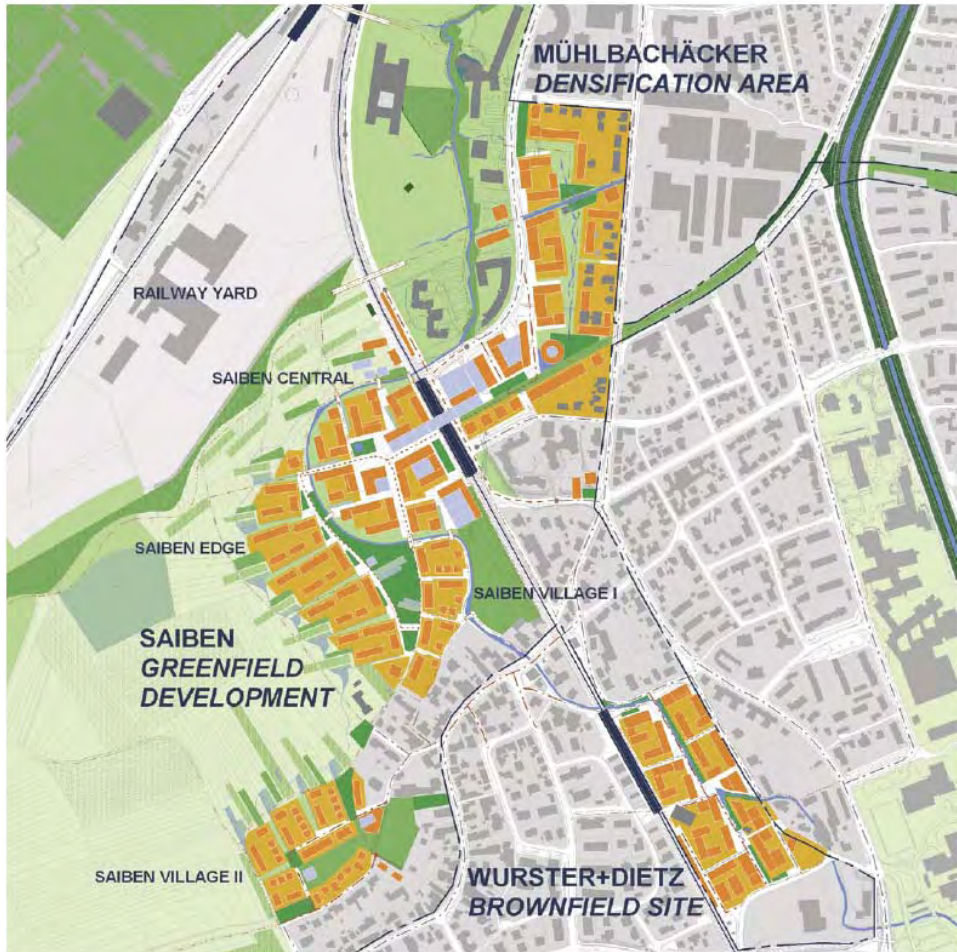 MÜHLBACHÄCKER
DENSIFICATION AREA
RAILWAY YARD
SAIBEN CENTRAL
SAIBEN EDGE
SAIBEN VILLAGE I
SAIBEN
GREENFIELD
DEVELOPMENT
SAIBEN VILLAGE II
WURSTER+DIETZ
BROWNFIELD SITE